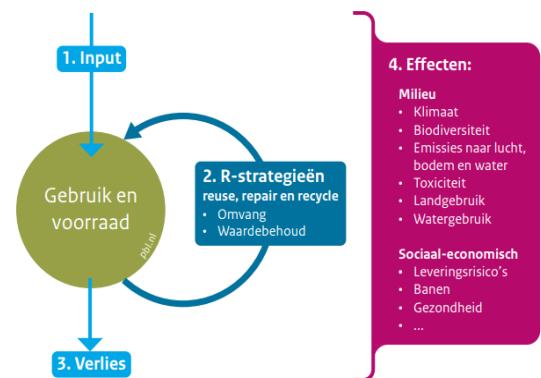 1. Input
Gebruik en
voorraad
pbl.nl
2. R-strategieën
reuse, repair en recycle
• Omvang
• Waardebehoud
3. Verlies
4. Effecten:
Milieu
• Klimaat
• Biodiversiteit
• Emissies naar lucht,
bodem en water
• Toxiciteit
• Landgebruik
• Watergebruik
Sociaal-economisch
• Leveringsrisico's
• Banen
• Gezondheid
• ...